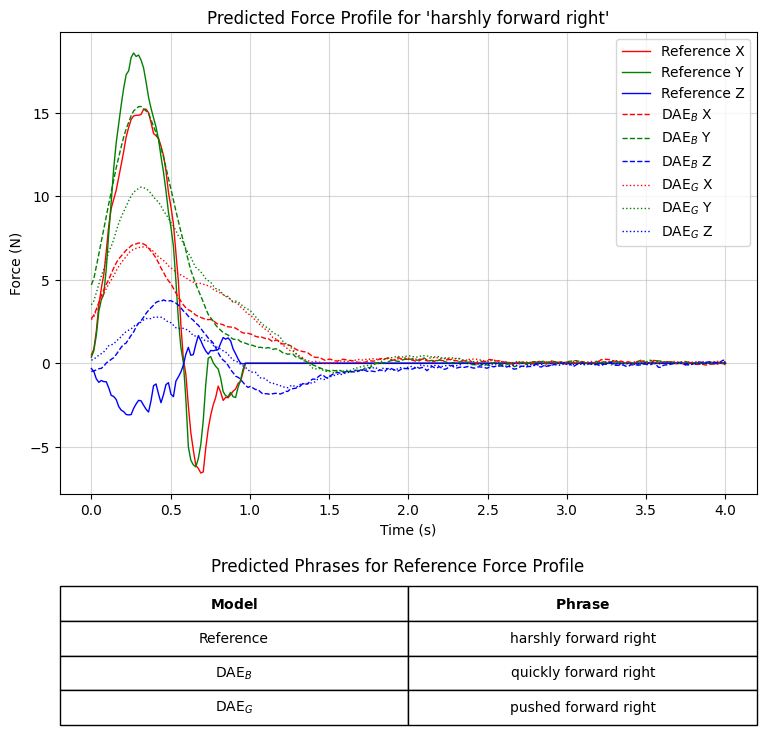 Predicted Force Profile for 'harshly forward right'
Force (N)
15
10
5
0
−5
Reference X
Reference Y
Reference Z
DAE_B X
DAE_B Y
DAE_B Z
DAE_G X
DAE_G Y
DAE_G Z
0.0 0.5 1.0 1.5 2.0 2.5 3.0 3.5 4.0
Time (s)
Predicted Phrases for Reference Force Profile
Model Phrase
Reference harshly forward right
DAE_B quickly forward right
DAE_G pushed forward right